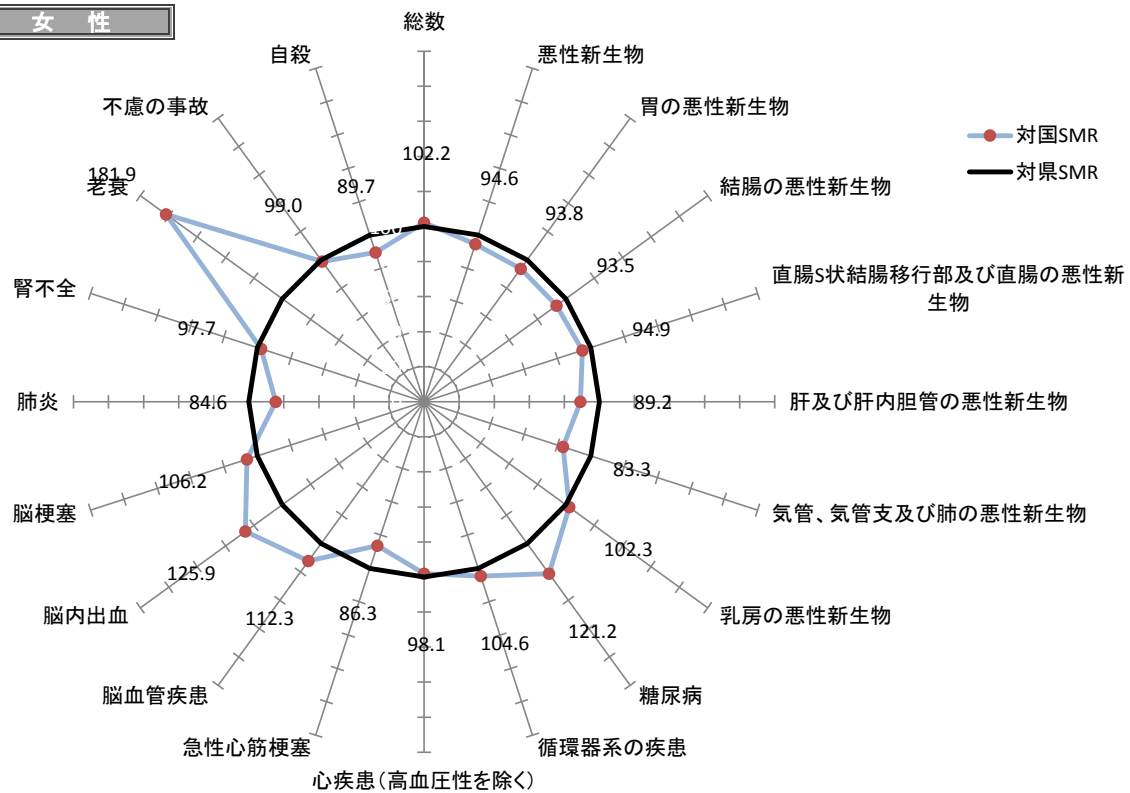 女 性
総数
自殺
悪性新生物
不慮の事故
胃の悪性新生物
対国SMR
対県SMR
102.2
89.7
94.6
181.9
老衰
99.0
93.8
結腸の悪性新生物
100
93.5
腎不全
直腸S状結腸移行部及び直腸の悪性新
生物
97.7
94.9
肺炎
84.6
89.2
肝及び肝内胆管の悪性新生物
106.2
83.3
脳梗塞
気管、気管支及び肺の悪性新生物
125.9
102.3
脳内出血
乳房の悪性新生物
112.3
86.3
98.1
104.6
121.2
脳血管疾患
糖尿病
急性心筋梗塞
循環器系の疾患
心疾患(高血圧性を除く)